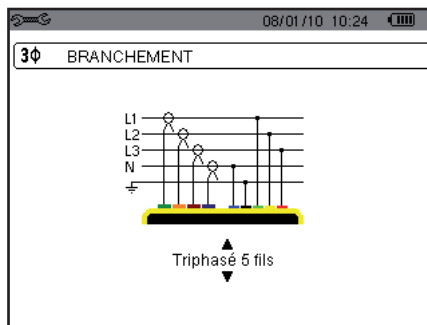 08/01/10 10:24
3Φ BRANCHEMENT
L1
L2
L3
N
Triphasé 5 fils